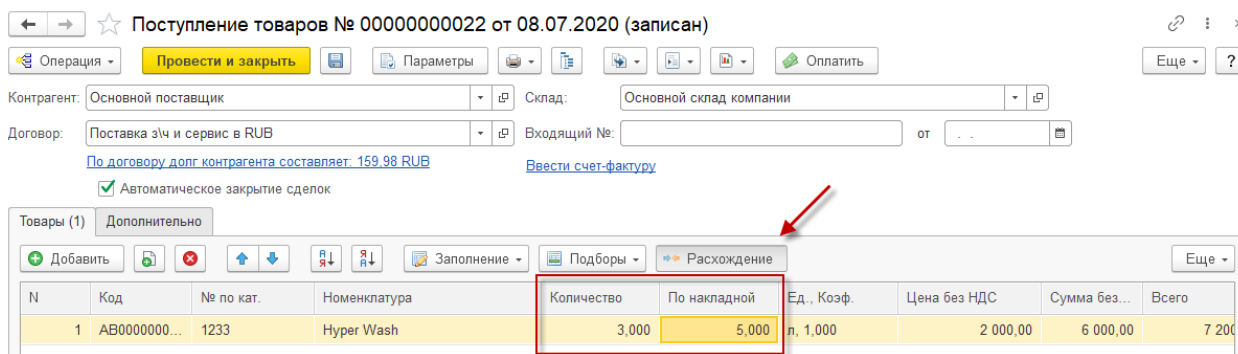 Поступление товаров № 00000000022 от 08.07.2020 (записан)
Операция Провести и закрыть Параметры Оплатить Еще ?
Контрагент: Основной поставщик Склад: Основной склад компании
Договор: Поставка з\ч и сервис в RUB Входящий №: от . .
По договору долг контрагента составляет: 159,98 RUB Ввести счет-фактуру
Автоматическое закрытие сделок
Товары (1) Дополнительно
Добавить Заполнение Подборы Расхождение Еще
N Код № по кат. Номенклатура Количество По накладной Ед., Коэф. Цена без НДС Сумма без... Всего
1 AB0000000... 1233 Hyper Wash 3,000 5,000 л, 1,000 2 000,00 6 000,00 7 200